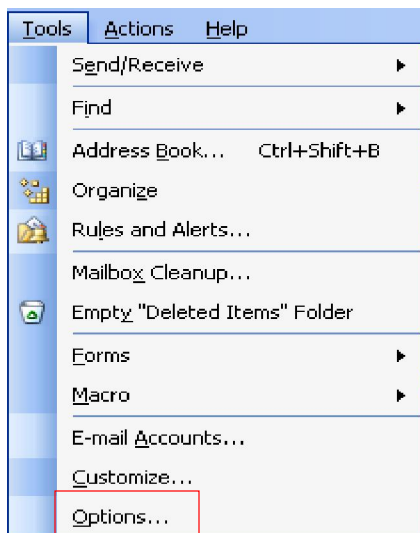 Tools Actions Help
Send/Receive
Find
Address Book... Ctrl+Shift+B
Organize
Rules and Alerts...
Mailbox Cleanup...
Empty "Deleted Items" Folder
Forms
Macro
E-mail Accounts...
Customize...
Options...